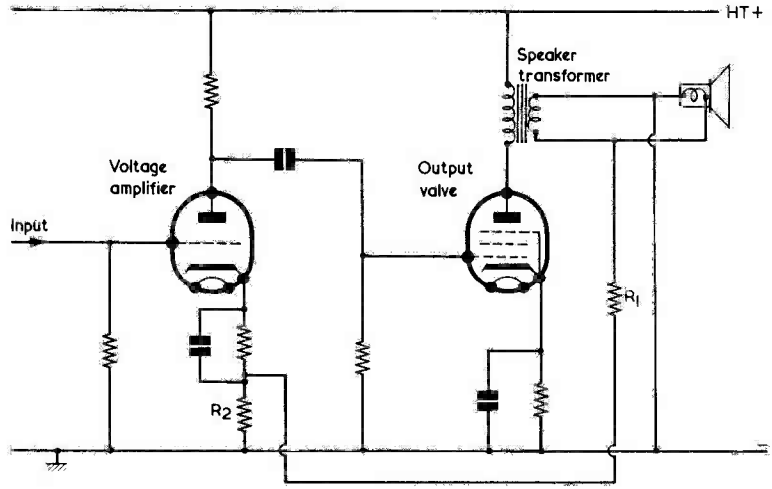 HT+
Speaker
transformer
Voltage
amplifier
Output
valve
Input
R1
R2